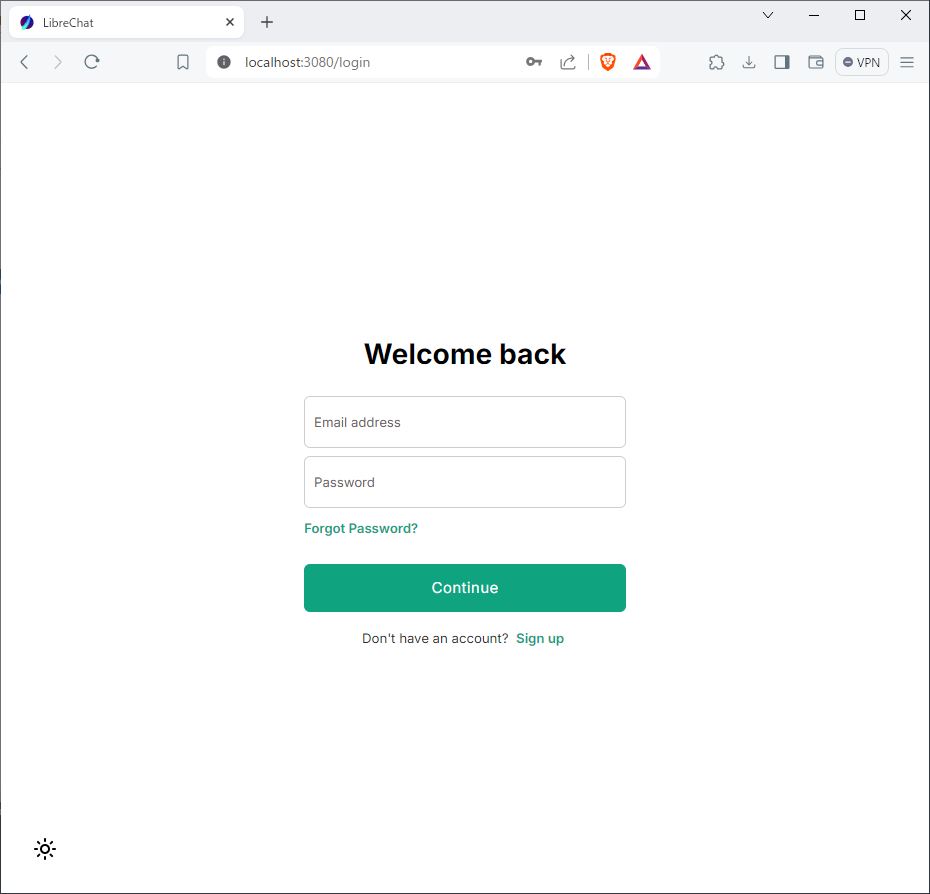 LibreChat
localhost:3080/login
VPN
Welcome back
Email address
Password
Forgot Password?
Continue
Don't have an account? Sign up